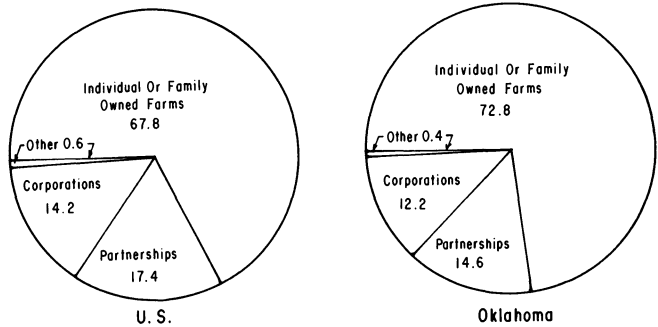 Individual Or Family
Owned Farms
67.8
Other 0.6
Corporations
14.2
Partnerships
17.4
U. S.
Individual Or Family
Owned Farms
72.8
Other 0.4
Corporations
12.2
Partnerships
14.6
Oklahoma